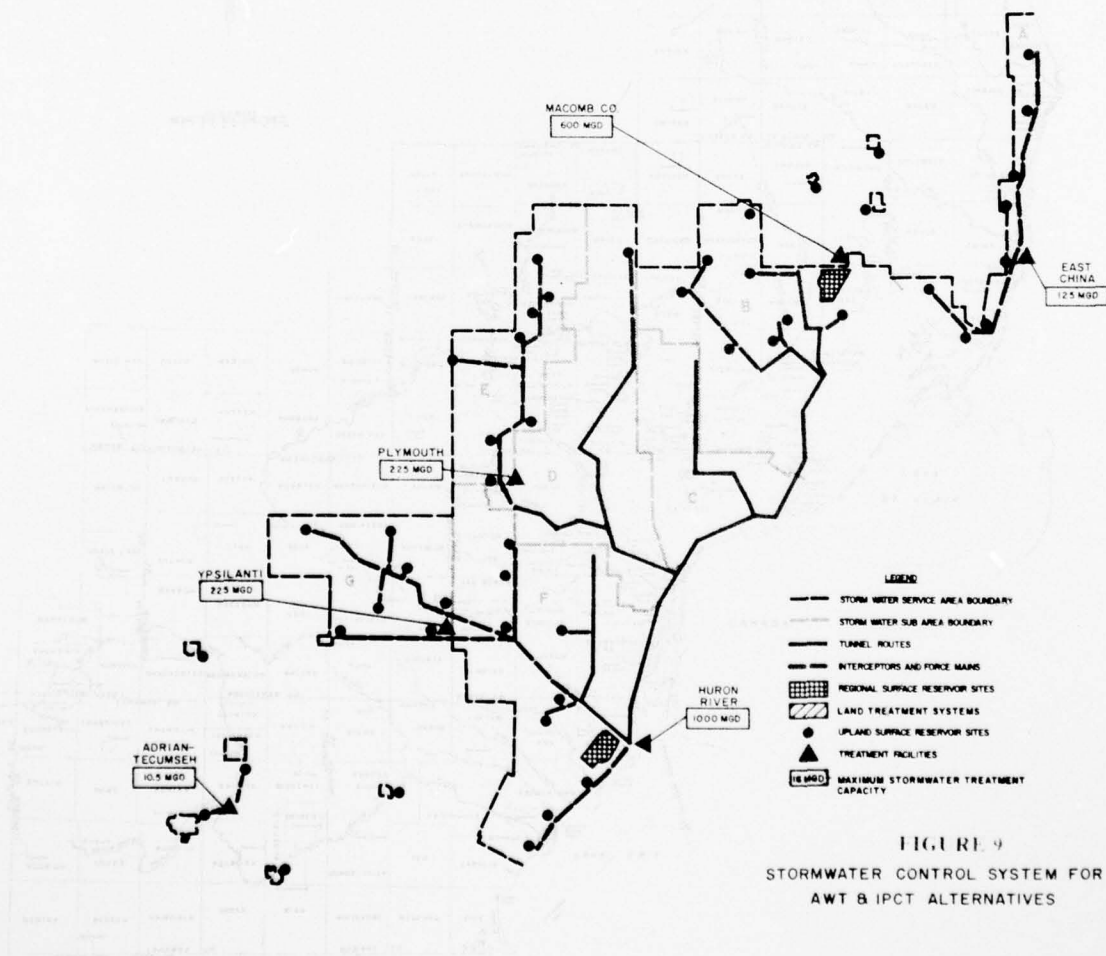 A
MACOMB CO.
600 MGD
EAST
CHINA
125 MGD
B
E
PLYMOUTH
225 MGD
D
C
YPSILANTI
225 MGD
G
F
HURON
RIVER
1000 MGD
ADRIAN-
TECUMSEH
10.5 MGD
LEGEND
STORM WATER SERVICE AREA BOUNDARY
STORM WATER SUB AREA BOUNDARY
TUNNEL ROUTES
INTERCEPTORS AND FORCE MAINS
REGIONAL SURFACE RESERVOIR SITES
LAND TREATMENT SYSTEMS
UPLAND SURFACE RESERVOIR SITES
TREATMENT FACILITIES
16 MGD MAXIMUM STORMWATER TREATMENT
CAPACITY
FIGURE 9
STORMWATER CONTROL SYSTEM FOR
AWT & IPCT ALTERNATIVES